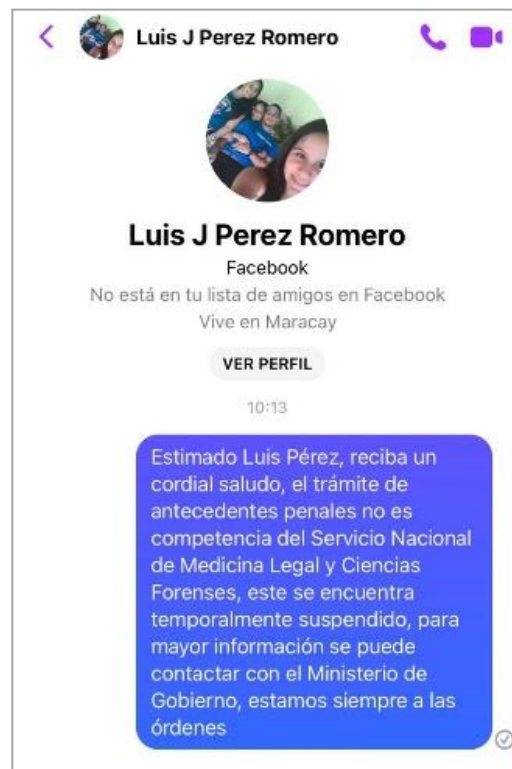 Luis J Perez Romero
Luis J Perez Romero
Facebook
No está en tu lista de amigos en Facebook
Vive en Maracay
VER PERFIL
10:13
Estimado Luis Pérez, reciba un
cordial saludo, el trámite de
antecedentes penales no es
competencia del Servicio Nacional
de Medicina Legal y Ciencias
Forenses, este se encuentra
temporalmente suspendido, para
mayor información se puede
contactar con el Ministerio de
Gobierno, estamos siempre a las
órdenes